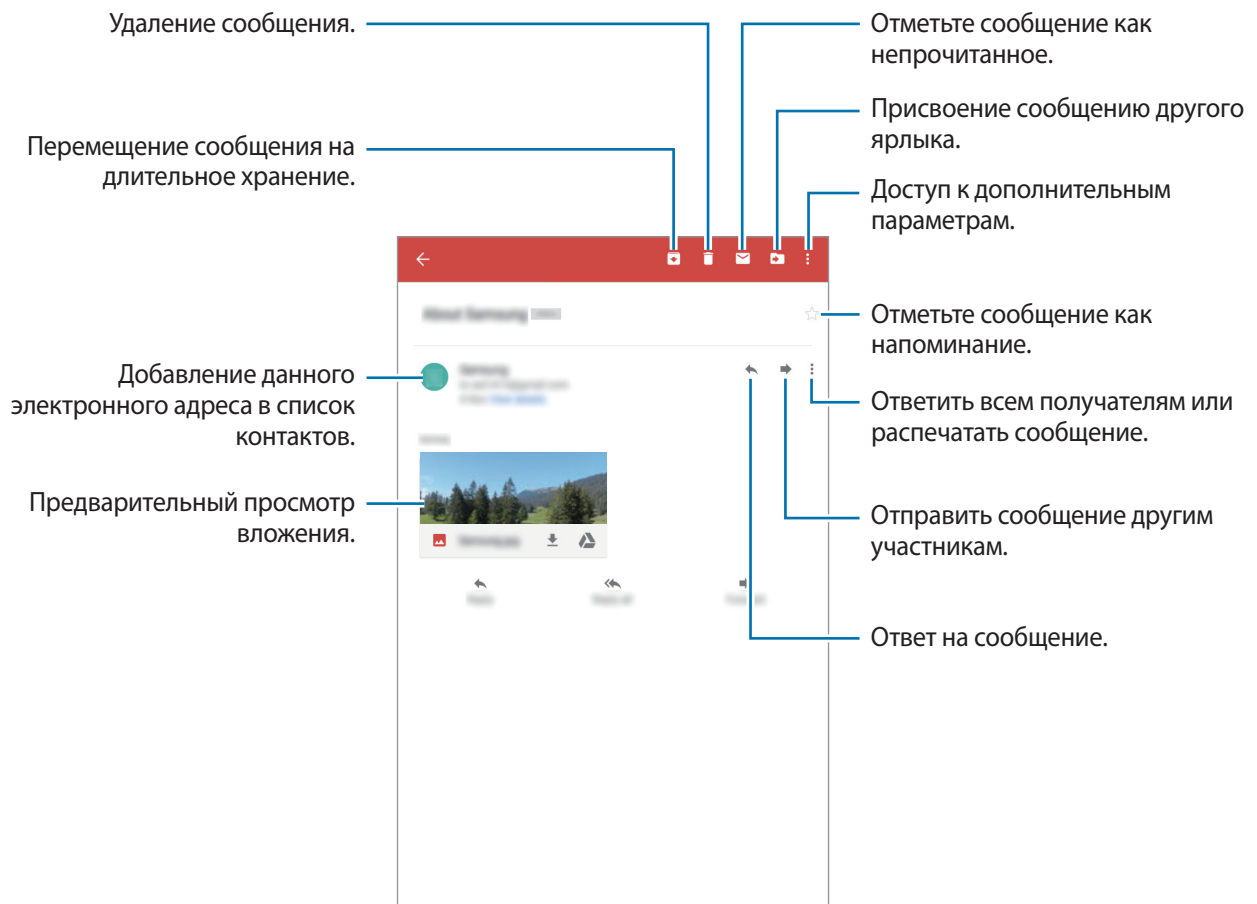 Удаление сообщения.
Отметьте сообщение как
непрочитанное.
Присвоение сообщению другого
ярлыка.
Перемещение сообщения на
длительное хранение.
Доступ к дополнительным
параметрам.
Отметьте сообщение как
напоминание.
Добавление данного
электронного адреса в список
контактов.
Ответить всем получателям или
распечатать сообщение.
Предварительный просмотр
вложения.
Отправить сообщение другим
участникам.
Ответ на сообщение.